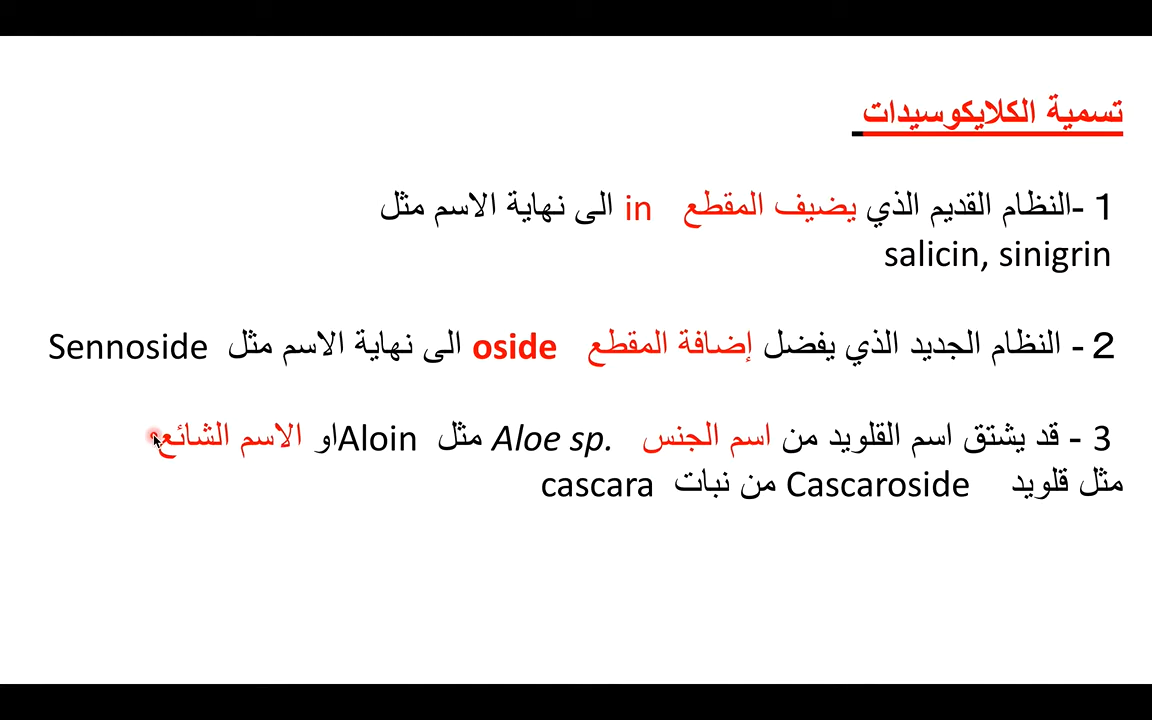 تسمية الكلايكوسيدات
1 -النظام القديم الذي يضيف المقطع in الى نهاية الاسم مثل
salicin, sinigrin
2 - النظام الجديد الذي يفضل إضافة المقطع oside الى نهاية الاسم مثل Sennoside
3 - قد يشتق اسم القلويد من اسم الجنس Aloe sp. مثل Aloin او الاسم الشائع
مثل قلويد Cascaroside من نبات cascara